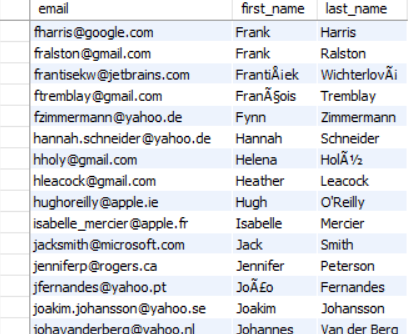 email first_name last_name
fharris@google.com Frank Harris
fralston@gmail.com Frank Ralston
frantisekw@jetbrains.com FrantiÅ¡ek WichterlovÃ¡
ftremblay@gmail.com FranÃ§ois Tremblay
fzimmermann@yahoo.de Fynn Zimmermann
hannah.schneider@yahoo.de Hannah Schneider
hholy@gmail.com Helena HolÃ½
hleacock@gmail.com Heather Leacock
hughoreilly@apple.ie Hugh O'Reilly
isabelle_mercier@apple.fr Isabelle Mercier
jacksmith@microsoft.com Jack Smith
jenniferp@rogers.ca Jennifer Peterson
jfernandes@yahoo.pt JoÃ£o Fernandes
joakim.johansson@yahoo.se Joakim Johansson
johavanderberg@yahoo.nl Johannes Van der Berg